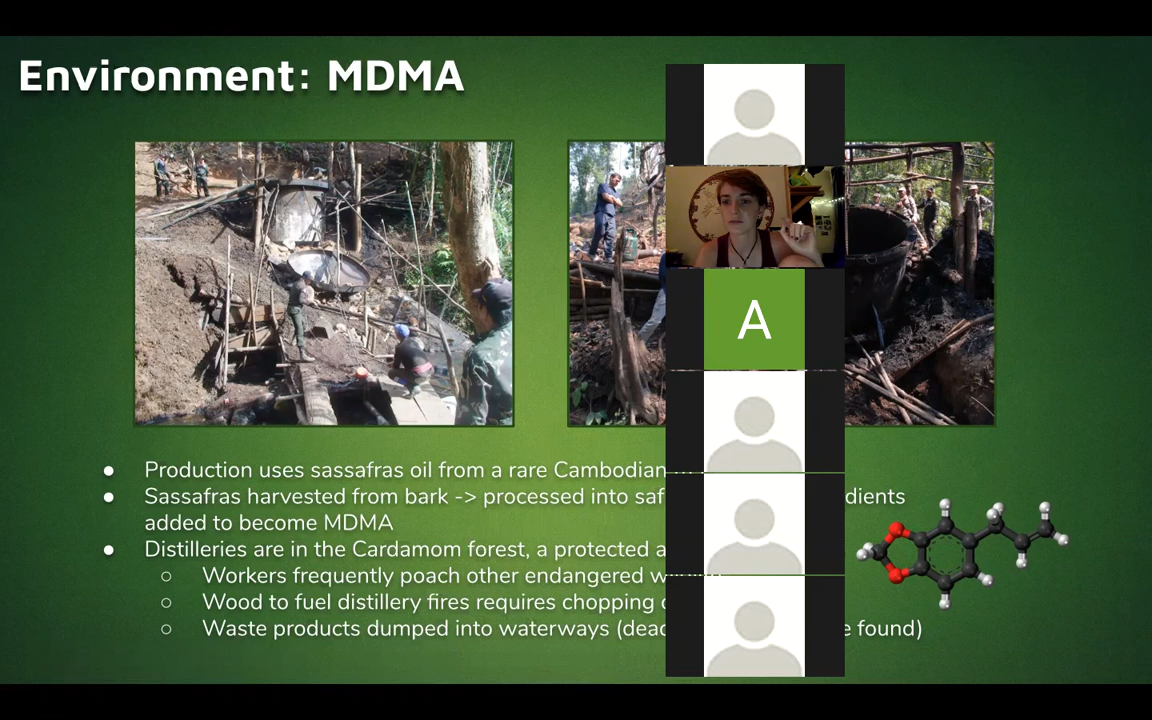 Environment: MDMA
A
● Production uses sassafras oil from a rare Cambodian
● Sassafras harvested from bark -> processed into saf dients
added to become MDMA
● Distilleries are in the Cardamom forest, a protected a
○ Workers frequently poach other endangered w
○ Wood to fuel distillery fires requires chopping
○ Waste products dumped into waterways (dead e found)